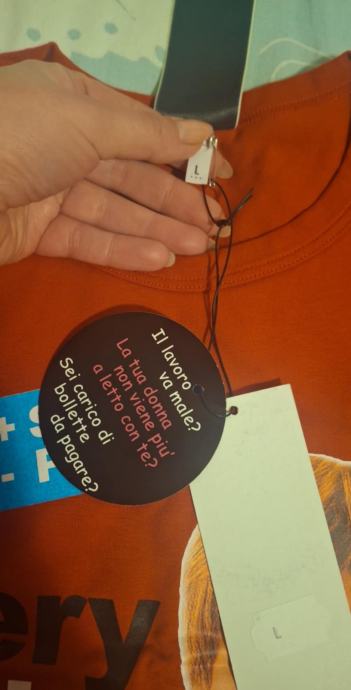 L
Il lavoro
va male?
La tua donna
non viene piu'
a letto con te?
Sei carico di
bollette
da pagare?
+ S
- F
L
ery